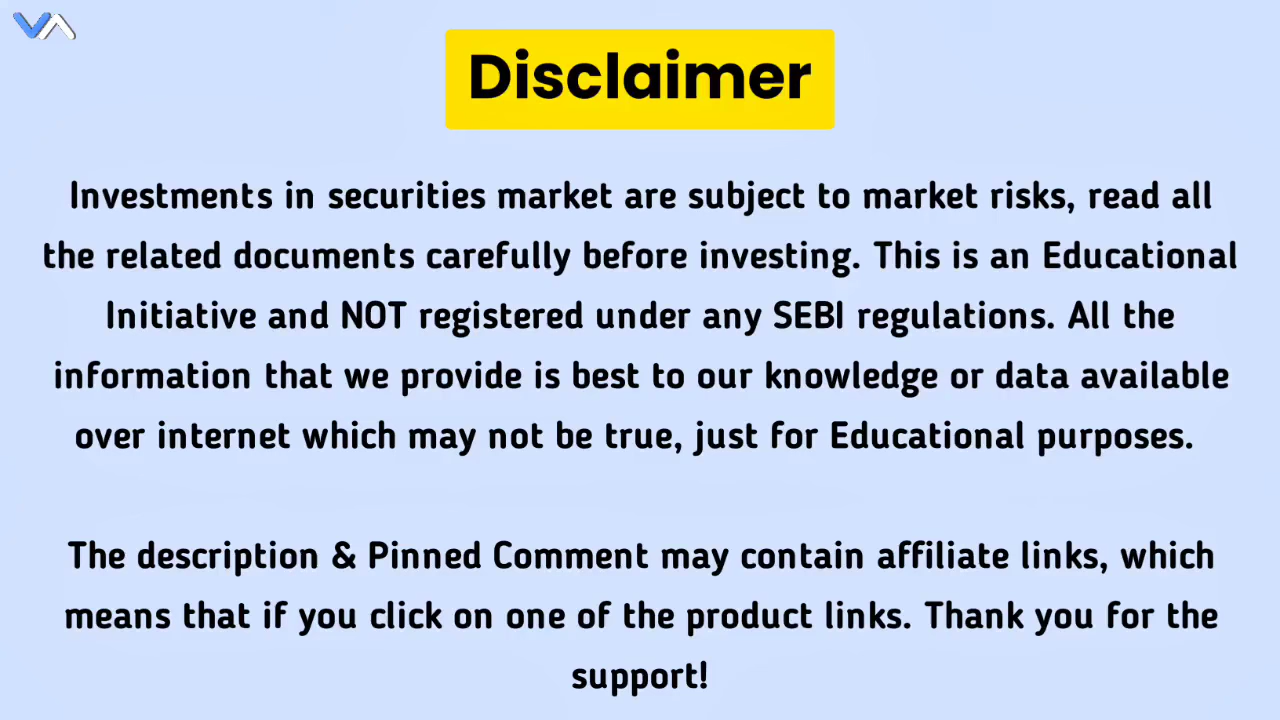 VA
Disclaimer
Investments in securities market are subject to market risks, read all
the related documents carefully before investing. This is an Educational
Initiative and NOT registered under any SEBI regulations. All the
information that we provide is best to our knowledge or data available
over internet which may not be true, just for Educational purposes.
The description & Pinned Comment may contain affiliate links, which
means that if you click on one of the product links. Thank you for the
support!